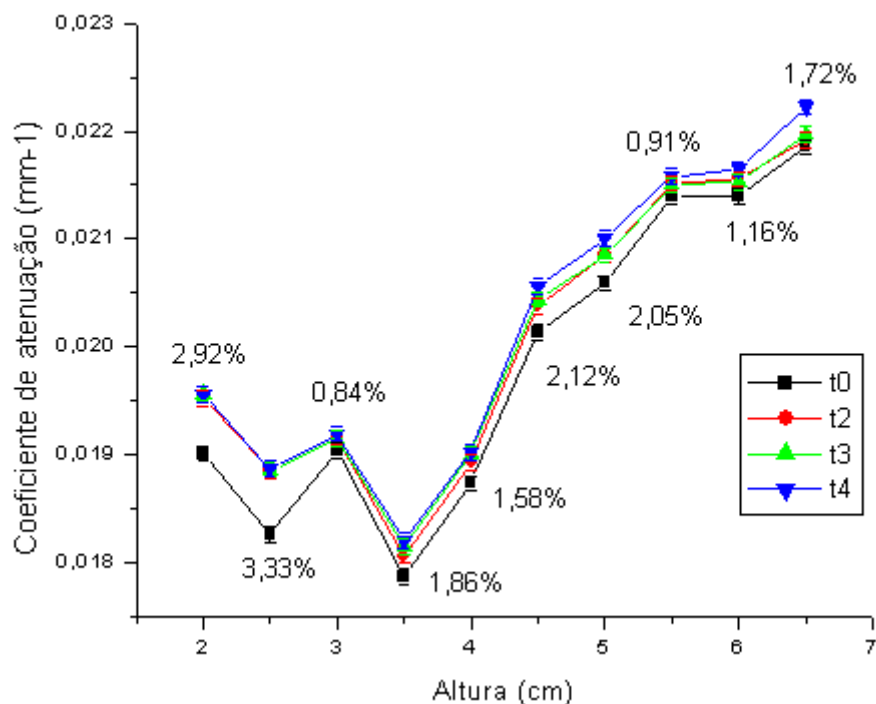 0,023
1,72%
0,022
0,91%
0,021
1,16%
2,05%
0,020
2,92%
2,12%
0,84%
t0
t2
0,019
t3
1,58%
t4
0,018
3,33%
1,86%
2 3 4 5 6 7
Altura (cm)
Coeficiente de atenuação (mm-1)